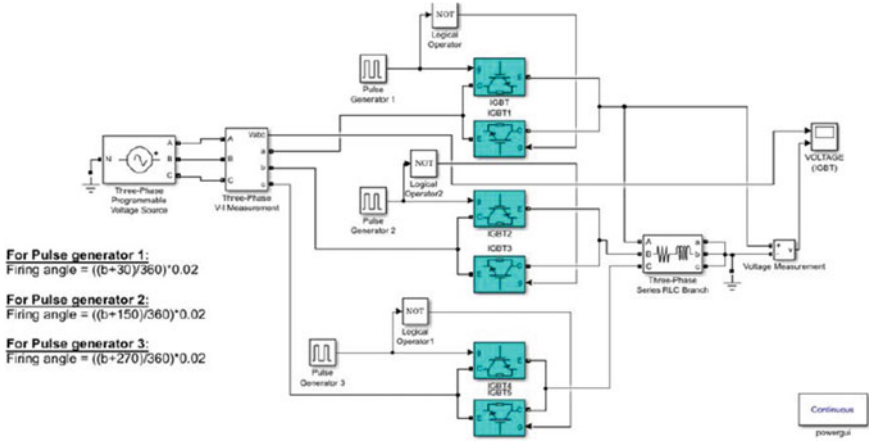 NOT
Logical
Operator
Pulse
Generator 1
g
C
E
IGBT
IGBT1
E
C
g
N
A
B
C
Three-Phase
Programmable
Voltage Source
A
B
C
Vabc
a
b
c
Three-Phase
V-I Measurement
NOT
Logical
Operator2
Pulse
Generator 2
g
C
E
IGBT2
IGBT3
E
C
g
VOLTAGE
(IGBT)
A
B
C
a
b
c
Three-Phase
Series RLC Branch
+
-
v
Voltage Measurement
For Pulse generator 1:
Firing angle = ((b+30)/360)*0.02
For Pulse generator 2:
Firing angle = ((b+150)/360)*0.02
For Pulse generator 3:
Firing angle = ((b+270)/360)*0.02
NOT
Logical
Operator1
Pulse
Generator 3
g
C
E
IGBT4
IGBT5
E
C
g
Continuous
powergui